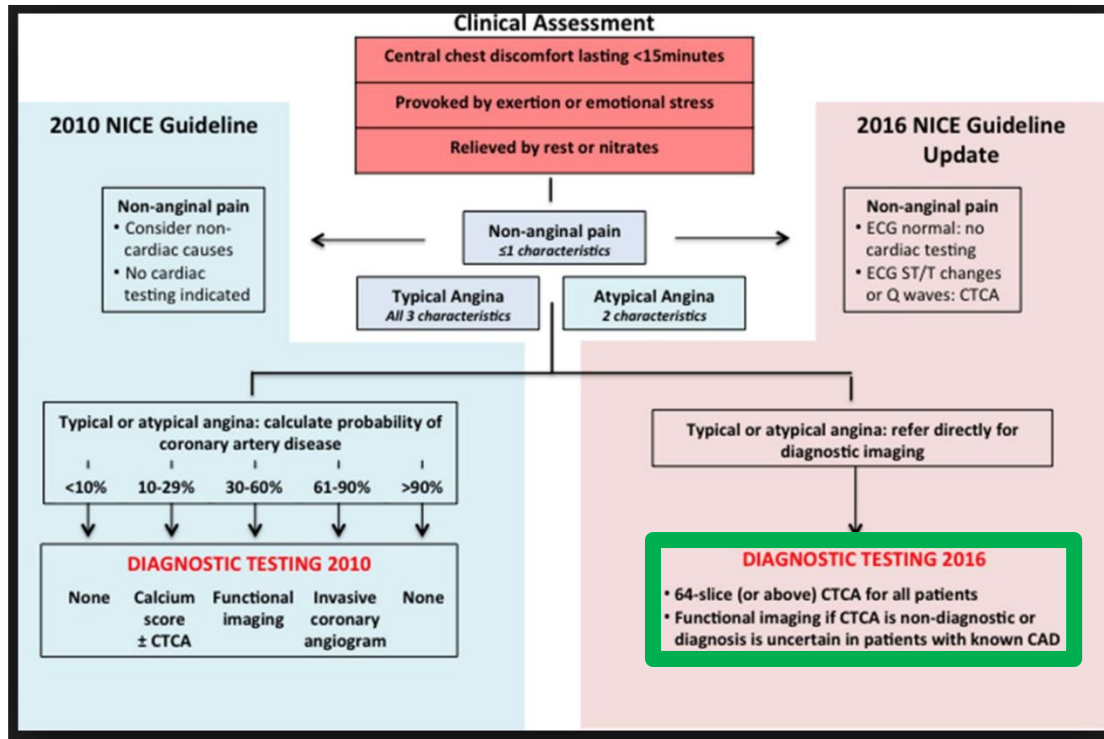 Clinical Assessment
Central chest discomfort lasting <15minutes
Provoked by exertion or emotional stress
Relieved by rest or nitrates
2010 NICE Guideline
2016 NICE Guideline
Update
Non-anginal pain
• Consider non-
cardiac causes
• No cardiac
testing indicated
Non-anginal pain
≤1 characteristics
Non-anginal pain
• ECG normal: no
cardiac testing
• ECG ST/T changes
or Q waves: CTCA
Typical Angina
All 3 characteristics
Atypical Angina
2 characteristics
Typical or atypical angina: calculate probability of
coronary artery disease
<10% 10-29% 30-60% 61-90% >90%
DIAGNOSTIC TESTING 2010
None Calcium Functional Invasive None
score imaging coronary
± CTCA angiogram
Typical or atypical angina: refer directly for
diagnostic imaging
DIAGNOSTIC TESTING 2016
• 64-slice (or above) CTCA for all patients
• Functional imaging if CTCA is non-diagnostic or
diagnosis is uncertain in patients with known CAD